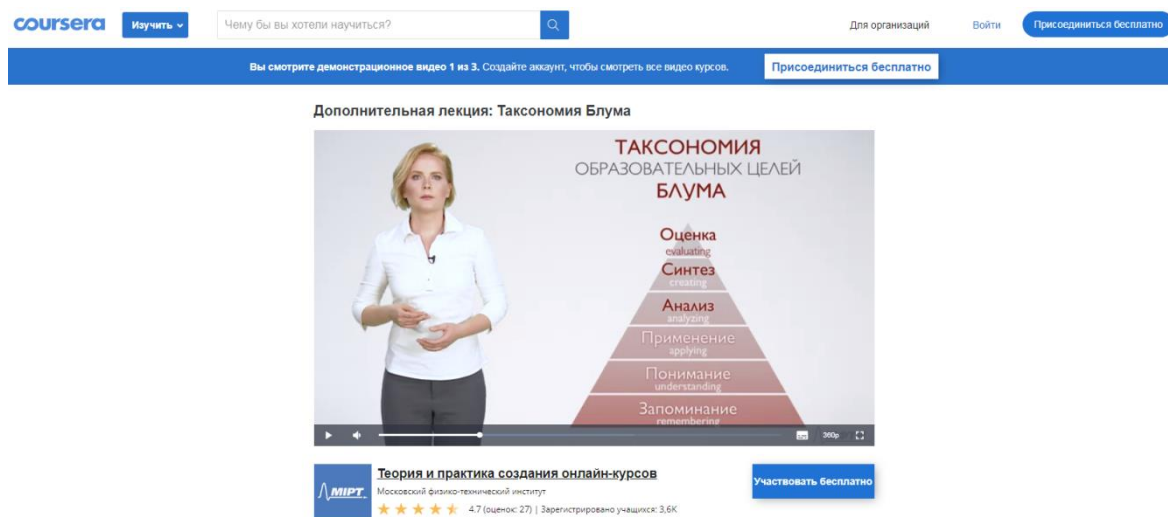 coursera
Изучить
Чему бы вы хотели научиться?
Для организаций
Войти
Присоединиться бесплатно
Вы смотрите демонстрационное видео 1 из 3. Создайте аккаунт, чтобы смотреть все видео курсов.
Присоединиться бесплатно
Дополнительная лекция: Таксономия Блума
ТАКСОНОМИЯ
ОБРАЗОВАТЕЛЬНЫХ ЦЕЛЕЙ
БЛУМА
Оценка
evaluating
Синтез
creating
Анализ
analyzing
Применение
applying
Понимание
understanding
Запоминание
remembering
360p
MIPT
Теория и практика создания онлайн-курсов
Московский физико-технический институт
4.7 (оценок: 27) | Зарегистрировано учащихся: 3,6K
Участвовать бесплатно